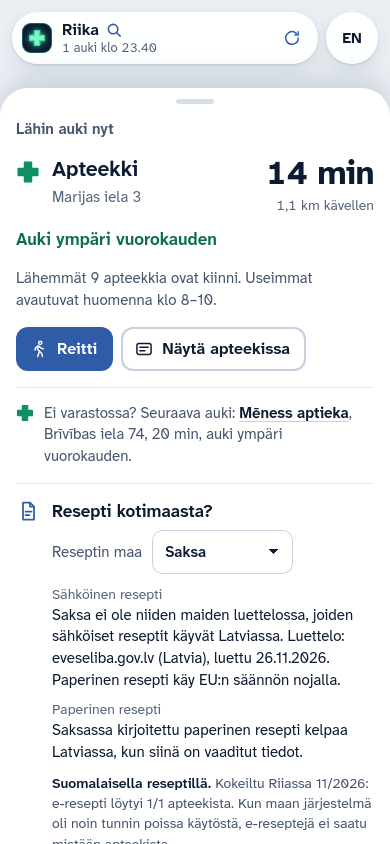 Riika
1 auki klo 23.40
EN
Lähin auki nyt
Apteekki
14 min
Marijas iela 3
1,1 km kävellen
Auki ympäri vuorokauden
Lähemmät 9 apteekkia ovat kiinni. Useimmat
avautuvat huomenna klo 8–10.
Reitti
Näytä apteekissa
Ei varastossa? Seuraava auki: Mēness aptieka,
Brīvības iela 74, 20 min, auki ympäri
vuorokauden.
Resepti kotimaasta?
Reseptin maa
Saksa
Sähköinen resepti
Saksa ei ole niiden maiden luettelossa, joiden
sähköiset reseptit käyvät Latviassa. Luettelo:
eveseliba.gov.lv (Latvia), luettu 26.11.2026.
Paperinen resepti käy EU:n säännön nojalla.
Paperinen resepti
Saksassa kirjoitettu paperinen resepti kelpaa
Latviassa, kun siinä on vaaditut tiedot.
Suomalaisella reseptillä. Kokeiltu Riiassa 11/2026:
e-resepti löytyi 1/1 apteekista. Kun maan järjestelmä
oli noin tunnin poissa käytöstä, e-reseptejä ei saatu
mistään apteekista.